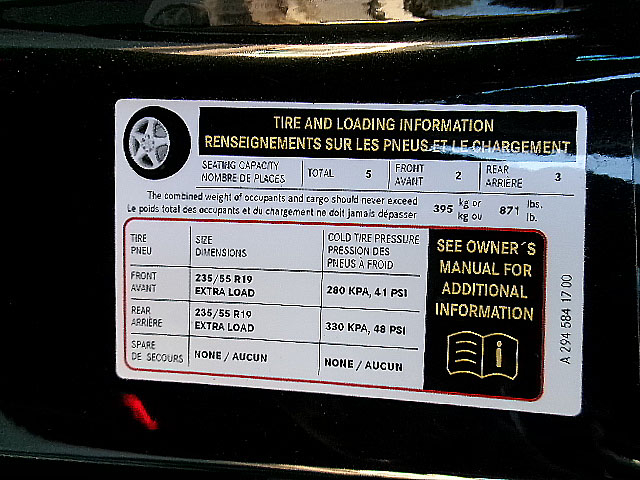 TIRE AND LOADING INFORMATION
RENSEIGNEMENTS SUR LES PNEUS ET LE CHARGEMENT
SEATING CAPACITY
NOMBRE DE PLACES
TOTAL 5
FRONT
AVANT
2
REAR
ARRIÈRE
3
The combined weight of occupants and cargo should never exceed
Le poids total des occupants et du chargement ne doit jamais dépasser
395 kg or
kg ou
871 lbs.
lb.
TIRE
PNEU
SIZE
DIMENSIONS
COLD TIRE PRESSURE
PRESSION DES
PNEUS À FROID
FRONT
AVANT
235/55 R19
EXTRA LOAD
280 KPA, 41 PSI
REAR
ARRIÈRE
235/55 R19
EXTRA LOAD
330 KPA, 48 PSI
SPARE
DE SECOURS
NONE / AUCUN
NONE / AUCUN
SEE OWNER´S
MANUAL FOR
ADDITIONAL
INFORMATION
i
A 294 584 17 00